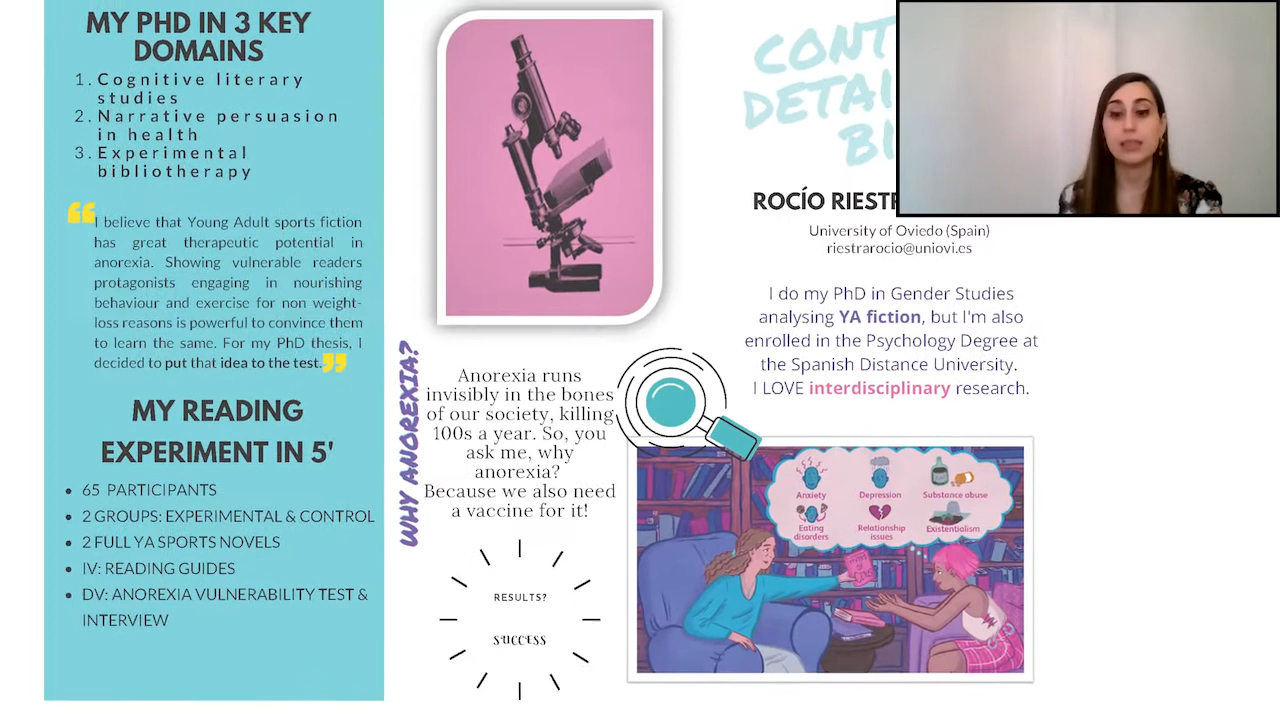 MY PHD IN 3 KEY
DOMAINS
1. Cognitive literary
studies
2. Narrative persuasion
in health
3. Experimental
bibliotherapy
“I believe that Young Adult sports fiction
has great therapeutic potential in
anorexia. Showing vulnerable readers
protagonists engaging in nourishing
behaviour and exercise for non weight-
loss reasons is powerful to convince them
to learn the same. For my PhD thesis, I
decided to put that idea to the test.”
MY READING
EXPERIMENT IN 5'
• 65 PARTICIPANTS
• 2 GROUPS: EXPERIMENTAL & CONTROL
• 2 FULL YA SPORTS NOVELS
• IV: READING GUIDES
• DV: ANOREXIA VULNERABILITY TEST &
INTERVIEW
WHY ANOREXIA?
Anorexia runs
invisibly in the bones
of our society, killing
100s a year. So, you
ask me, why
anorexia?
Because we also need
a vaccine for it!
RESULTS?
SUCCESS
CONT
DETAI
BI
ROCÍO RIESTR
University of Oviedo (Spain)
riestrarocio@uniovi.es
I do my PhD in Gender Studies
analysing YA fiction, but I'm also
enrolled in the Psychology Degree at
the Spanish Distance University.
I LOVE interdisciplinary research.
Anxiety
Depression
Substance abuse
Eating
disorders
Relationship
issues
Existentialism